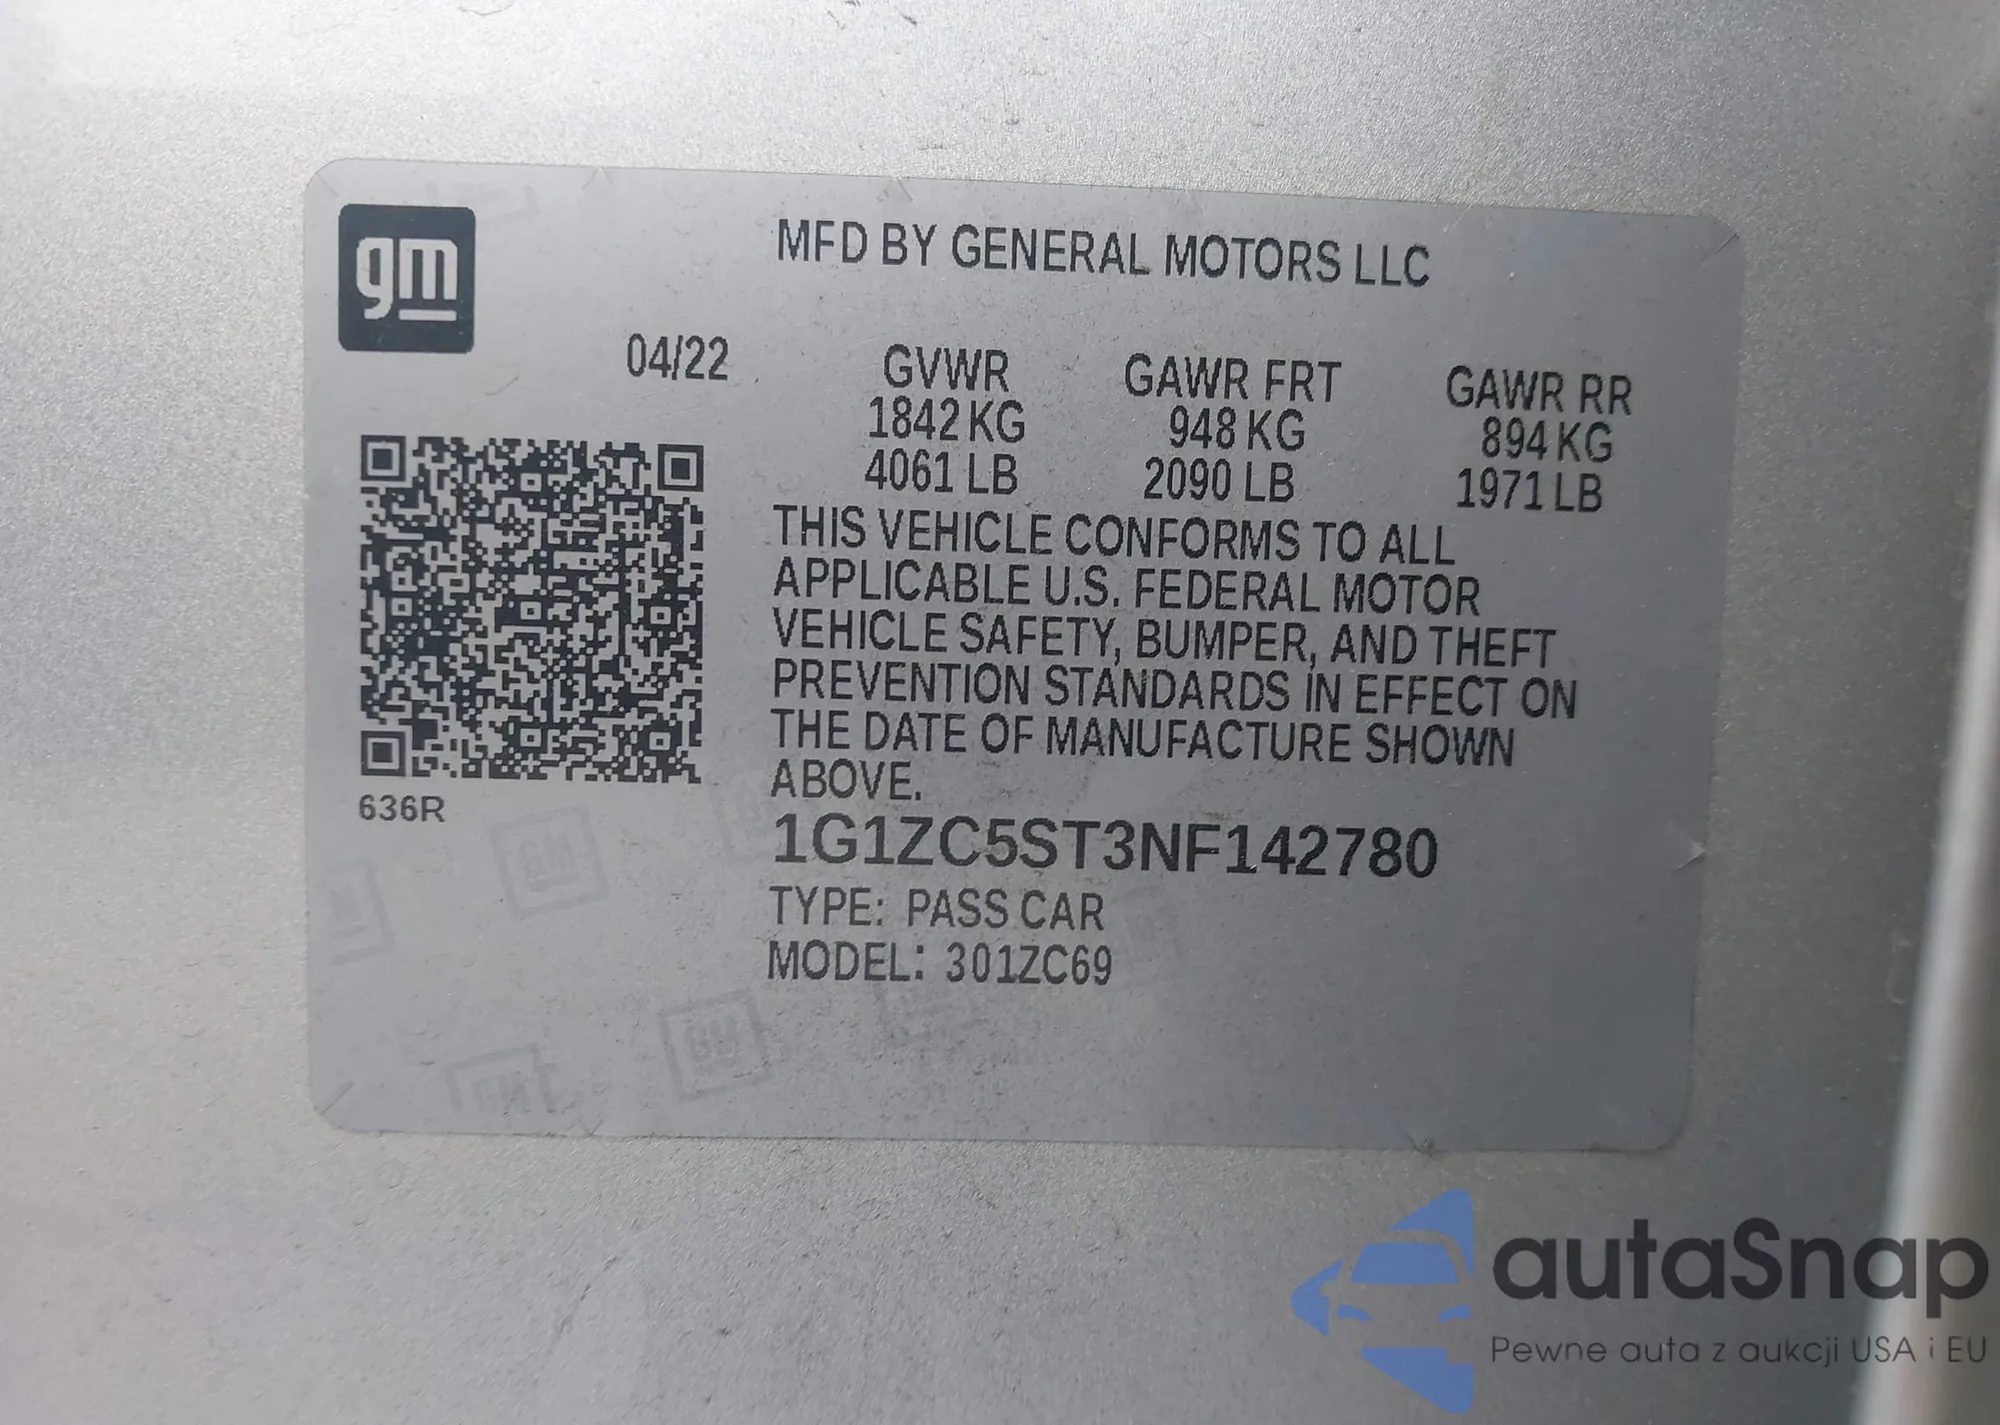 gm
MFD BY GENERAL MOTORS LLC
04/22 GVWR GAWR FRT GAWR RR
1842 KG 948 KG 894 KG
4061 LB 2090 LB 1971 LB
THIS VEHICLE CONFORMS TO ALL
APPLICABLE U.S. FEDERAL MOTOR
VEHICLE SAFETY, BUMPER, AND THEFT
PREVENTION STANDARDS IN EFFECT ON
THE DATE OF MANUFACTURE SHOWN
ABOVE.
636R
1G1ZC5ST3NF142780
TYPE: PASS CAR
MODEL: 301ZC69
GM
GM
GM
autaSnap
Pewne auta z aukcji USA i EU